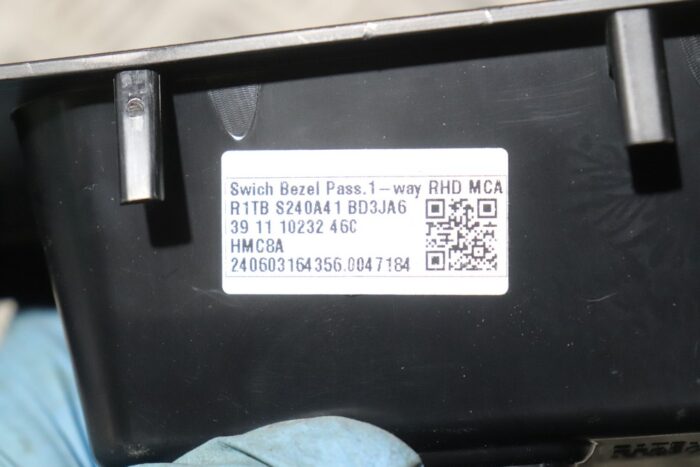 Swich Bezel Pass.1-way RHD MCA
R1TB S240A41 BD3JA6
39 11 10232 46C
HMC8A
240603164356.0047184